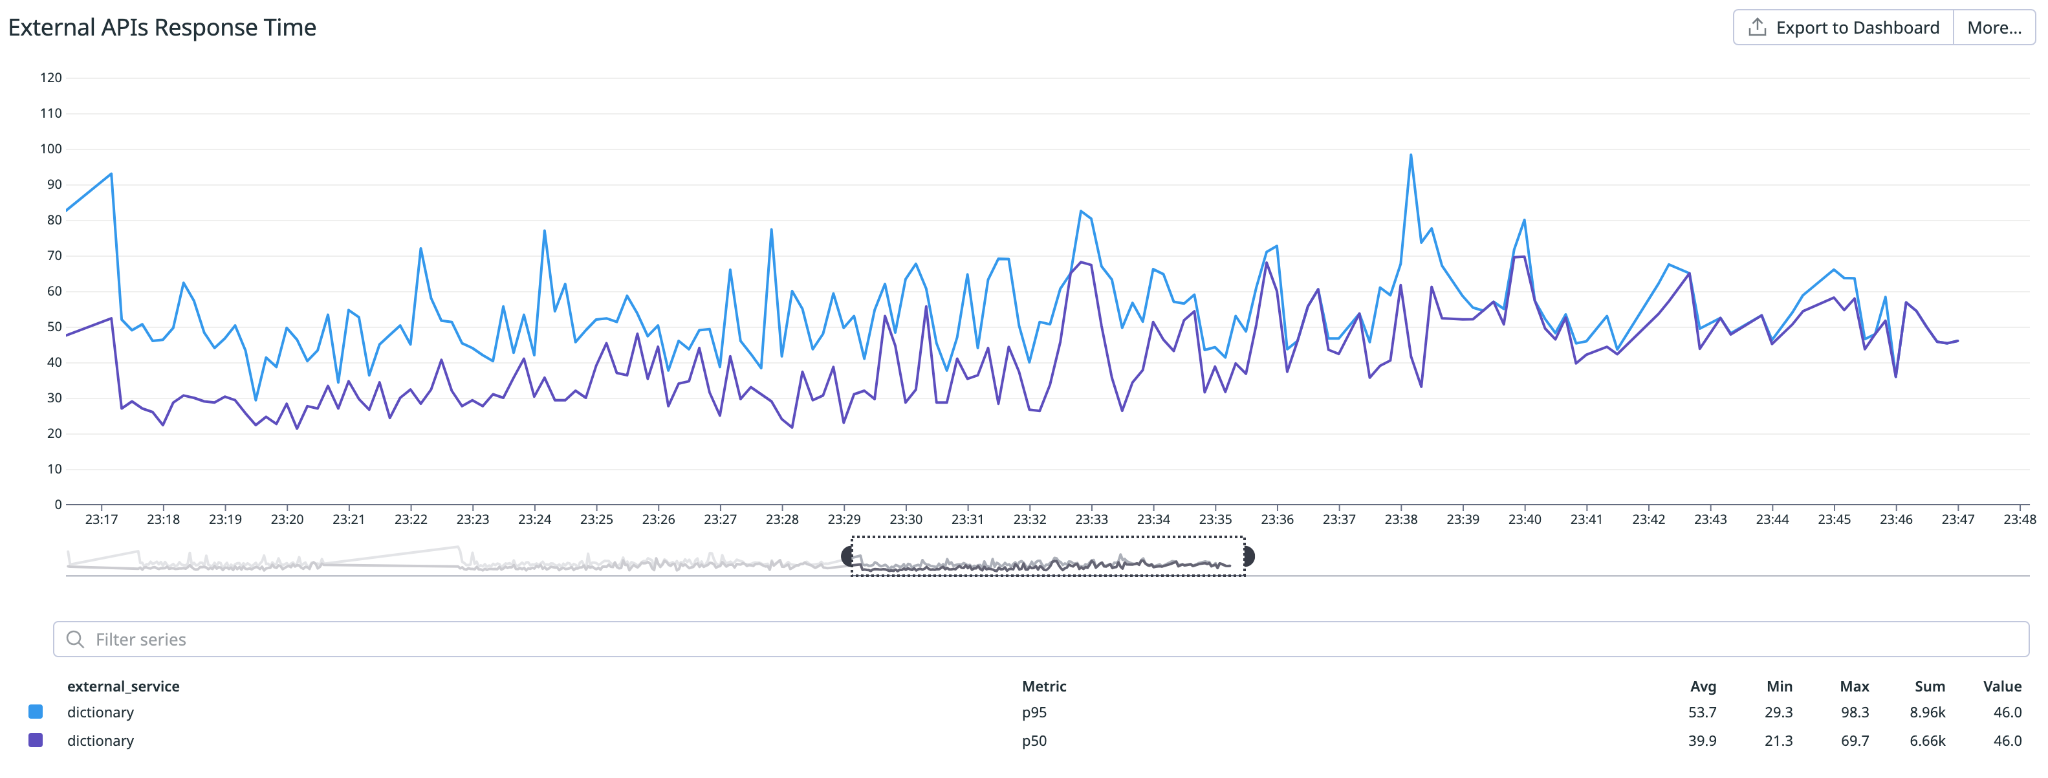 External APIs Response Time
Export to Dashboard More...
120
110
100
90
80
70
60
50
40
30
20
10
0
23:17 23:18 23:19 23:20 23:21 23:22 23:23 23:24 23:25 23:26 23:27 23:28 23:29 23:30 23:31 23:32 23:33 23:34 23:35 23:36 23:37 23:38 23:39 23:40 23:41 23:42 23:43 23:44 23:45 23:46 23:47 23:48
Filter series
external_service Metric Avg Min Max Sum Value
dictionary p95 53.7 29.3 98.3 8.96k 46.0
dictionary p50 39.9 21.3 69.7 6.66k 46.0